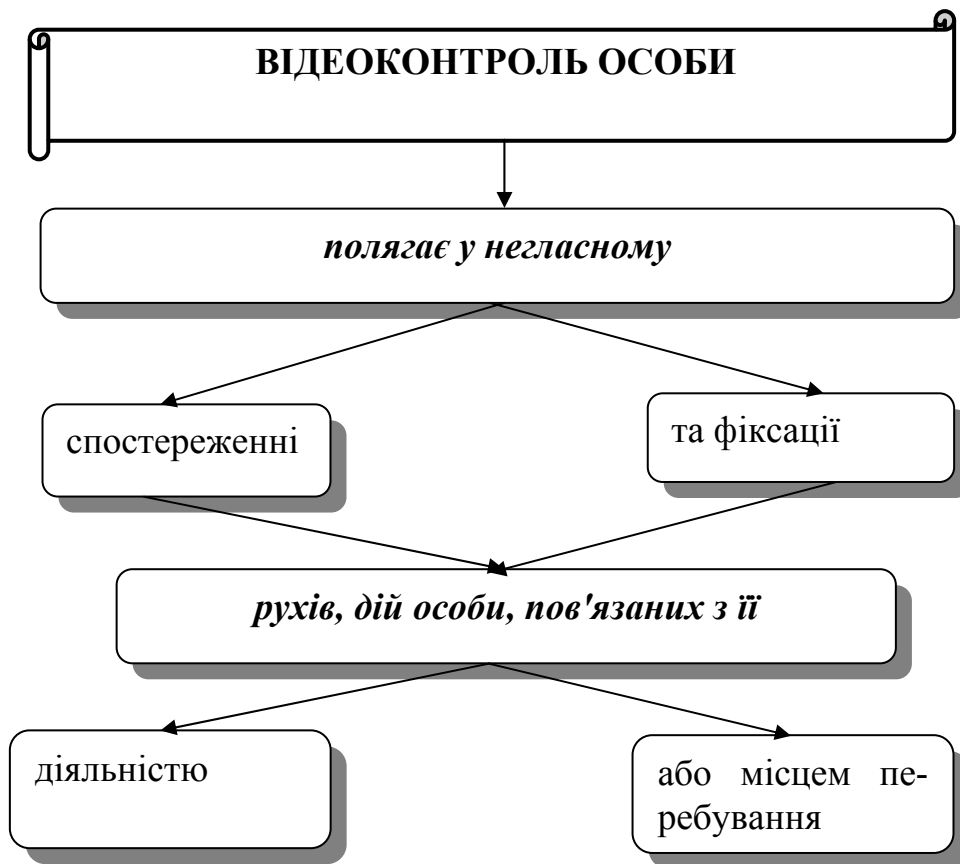 ВІДЕОКОНТРОЛЬ ОСОБИ
полягає у негласному
спостереженні
та фіксації
рухів, дій особи, пов'язаних з її
діяльністю
або місцем пе-
ребування